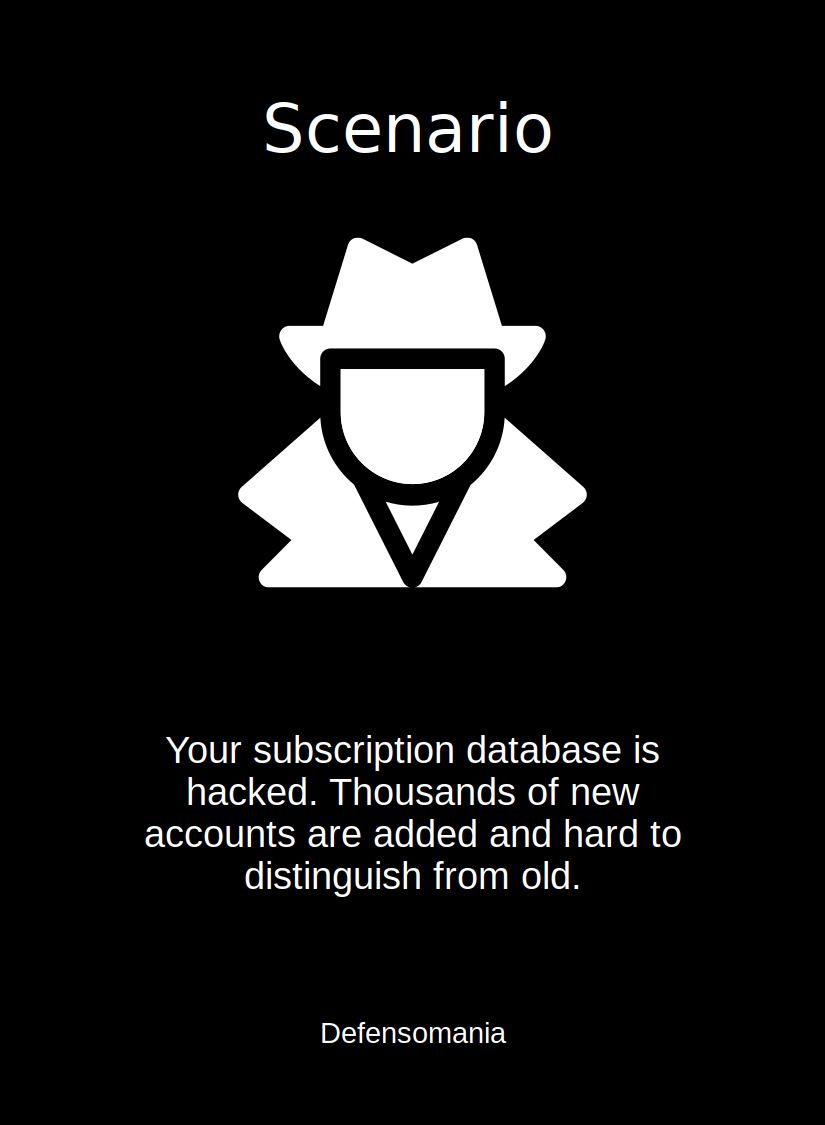 Scenario
Your subscription database is
hacked. Thousands of new
accounts are added and hard to
distinguish from old.
Defensomania